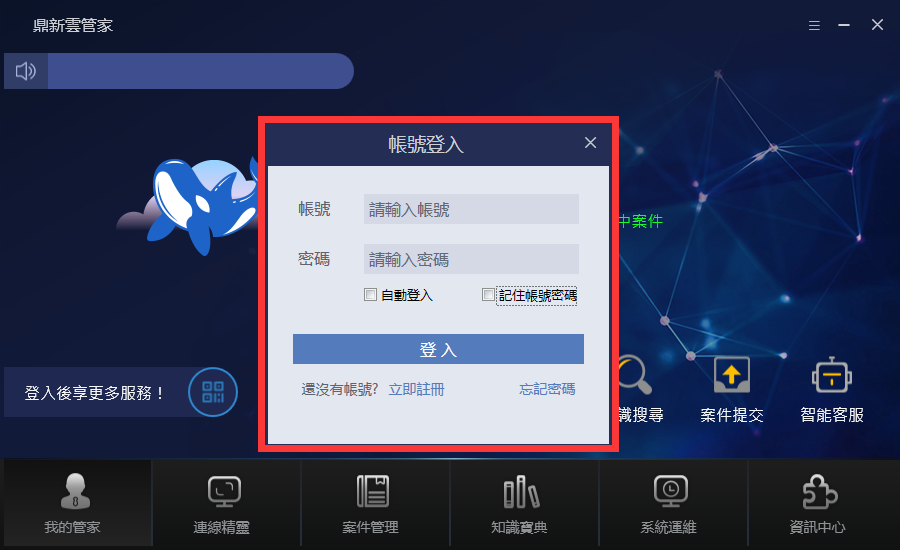 鼎新雲管家
帳號登入
帳號 請輸入帳號
密碼 請輸入密碼
自動登入 記住帳號密碼
登入
還沒有帳號? 立即註冊 忘記密碼
中案件
登入後享更多服務！
識搜尋 案件提交 智能客服
我的管家 連線精靈 案件管理 知識寶典 系統運維 資訊中心